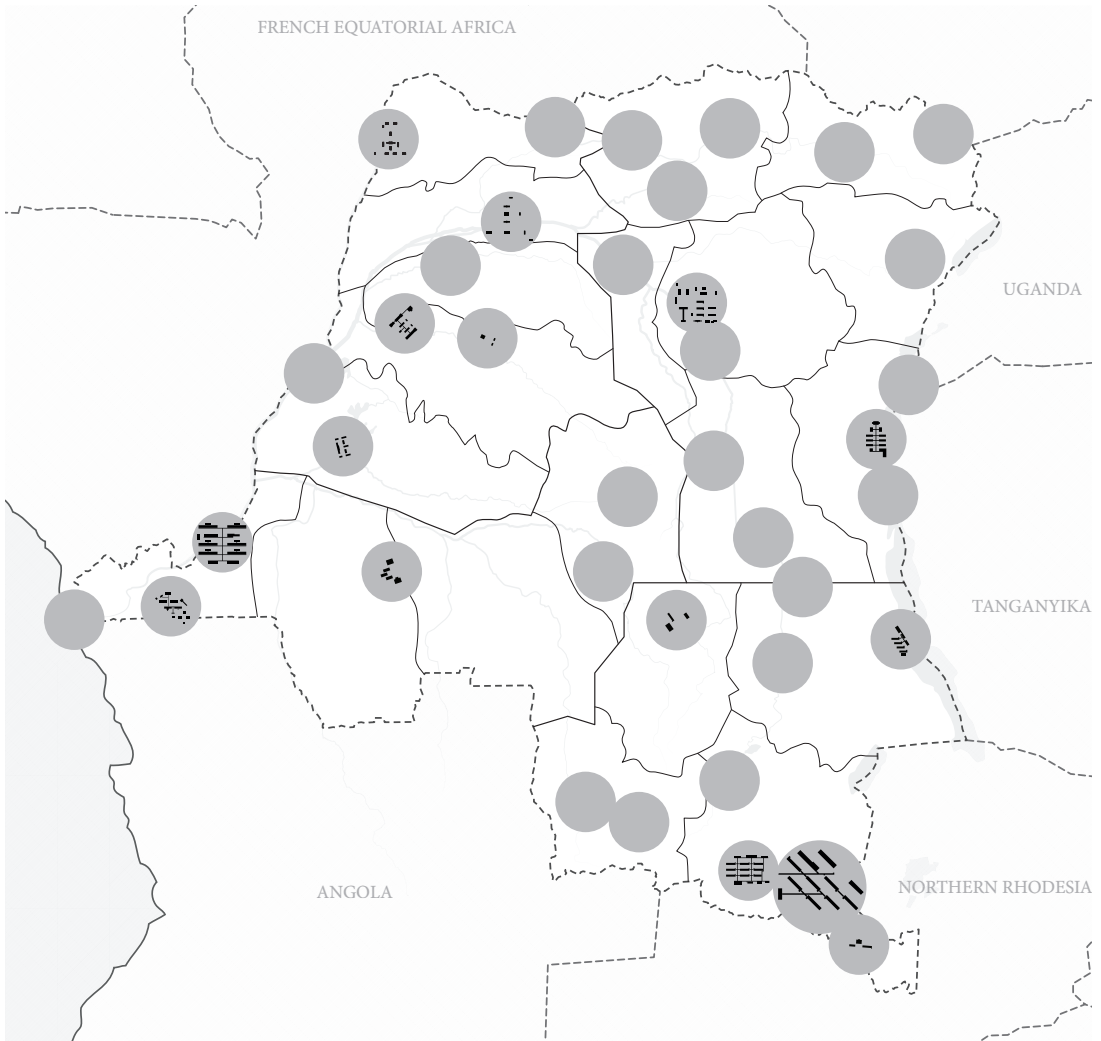 FRENCH EQUATORIAL AFRICA
UGANDA
TANGANYIKA
ANGOLA
NORTHERN RHODESIA